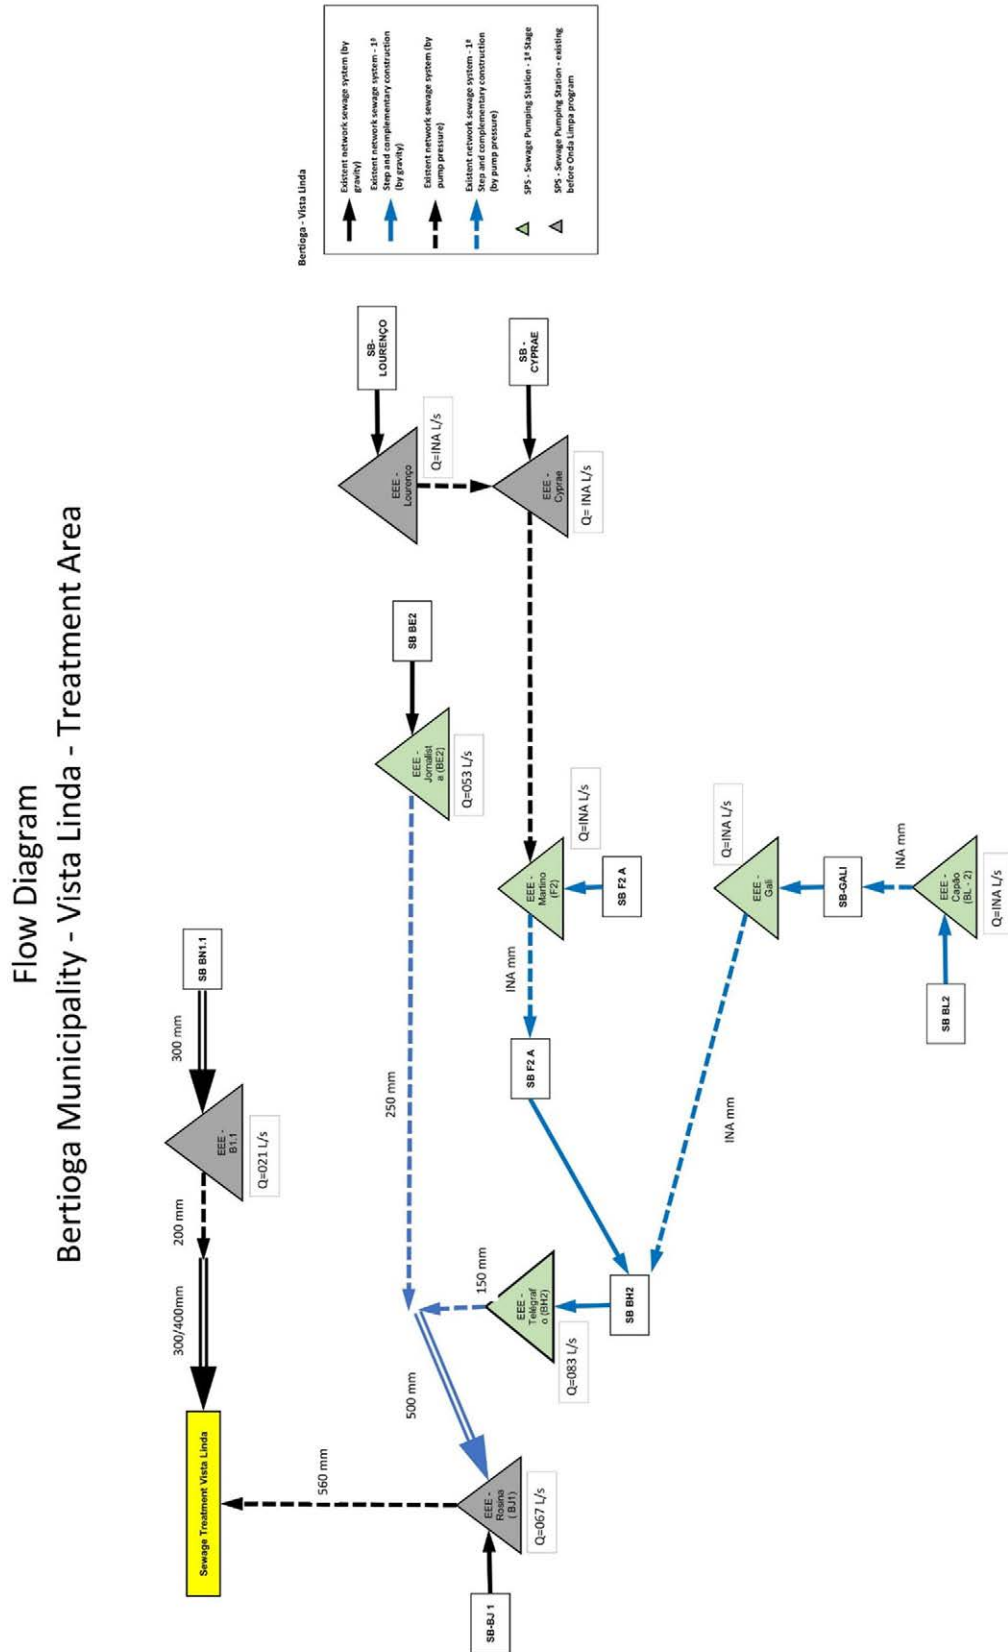 Flow Diagram
Bertioga Municipality - Vista Linda - Treatment Area
Bertioga - Vista Linda
Existent network sewage system (by
gravity)
Existent network sewage system - 1ª
Step and complementary construction
(by gravity)
Existent network sewage system (by
pump pressure)
Existent network sewage system - 1ª
Step and complementary construction
(by pump pressure)
SPS - Sewage Pumping Station - 1ª Stage
SPS - Sewage Pumping Station - existing
before Onda Limpa program
Sewage Treatment Vista Linda
300/400mm
200 mm
EEE -
B1.1
Q=021 L/s
300 mm
SB BN1.1
560 mm
SB-BJ 1
EEE -
Rosina
( BJ1)
Q=067 L/s
500 mm
250 mm
EEE -
Jornalist
a (BE2)
Q=053 L/s
SB BE2
150 mm
EEE -
Telégraf
o (BH2)
Q=083 L/s
SB BH2
SB F2 A
INA mm
EEE -
Martino
(F2)
Q=INA L/s
SB F2 A
EEE -
Lourenço
Q=INA L/s
SB-
LOURENÇO
EEE -
Cyprae
Q= INA L/s
SB -
CYPRAE
INA mm
EEE -
Gali
Q=INA L/s
SB-GALI
INA mm
EEE -
Capão
(BL - 2)
Q=INA L/s
SB BL2